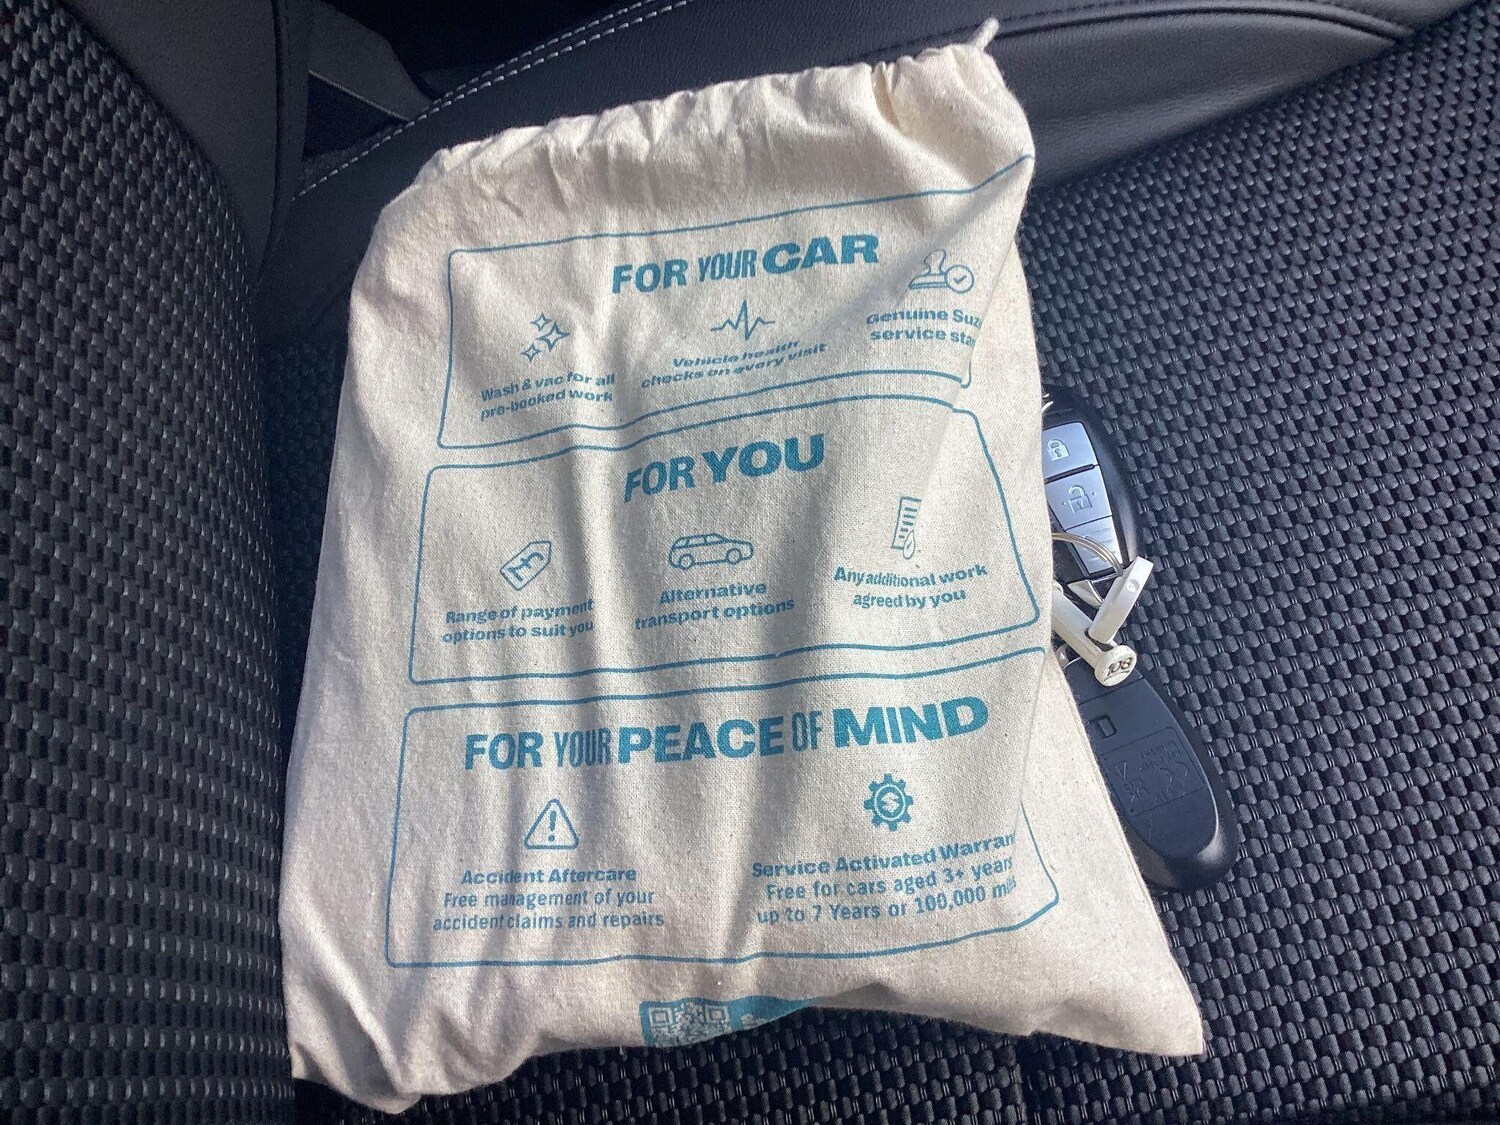 FOR YOUR CAR
Wash & vac for all
pre-booked work
Vehicle health
checks on every visit
Genuine Suz
service sta
FOR YOU
£
Range of payment
options to suit you
Alternative
transport options
Any additional work
agreed by you
FOR YOUR PEACE OF MIND
Accident Aftercare
Free management of your
accident claims and repairs
Service Activated Warran
Free for cars aged 3+ years
up to 7 Years or 100,000 miles
108
CE